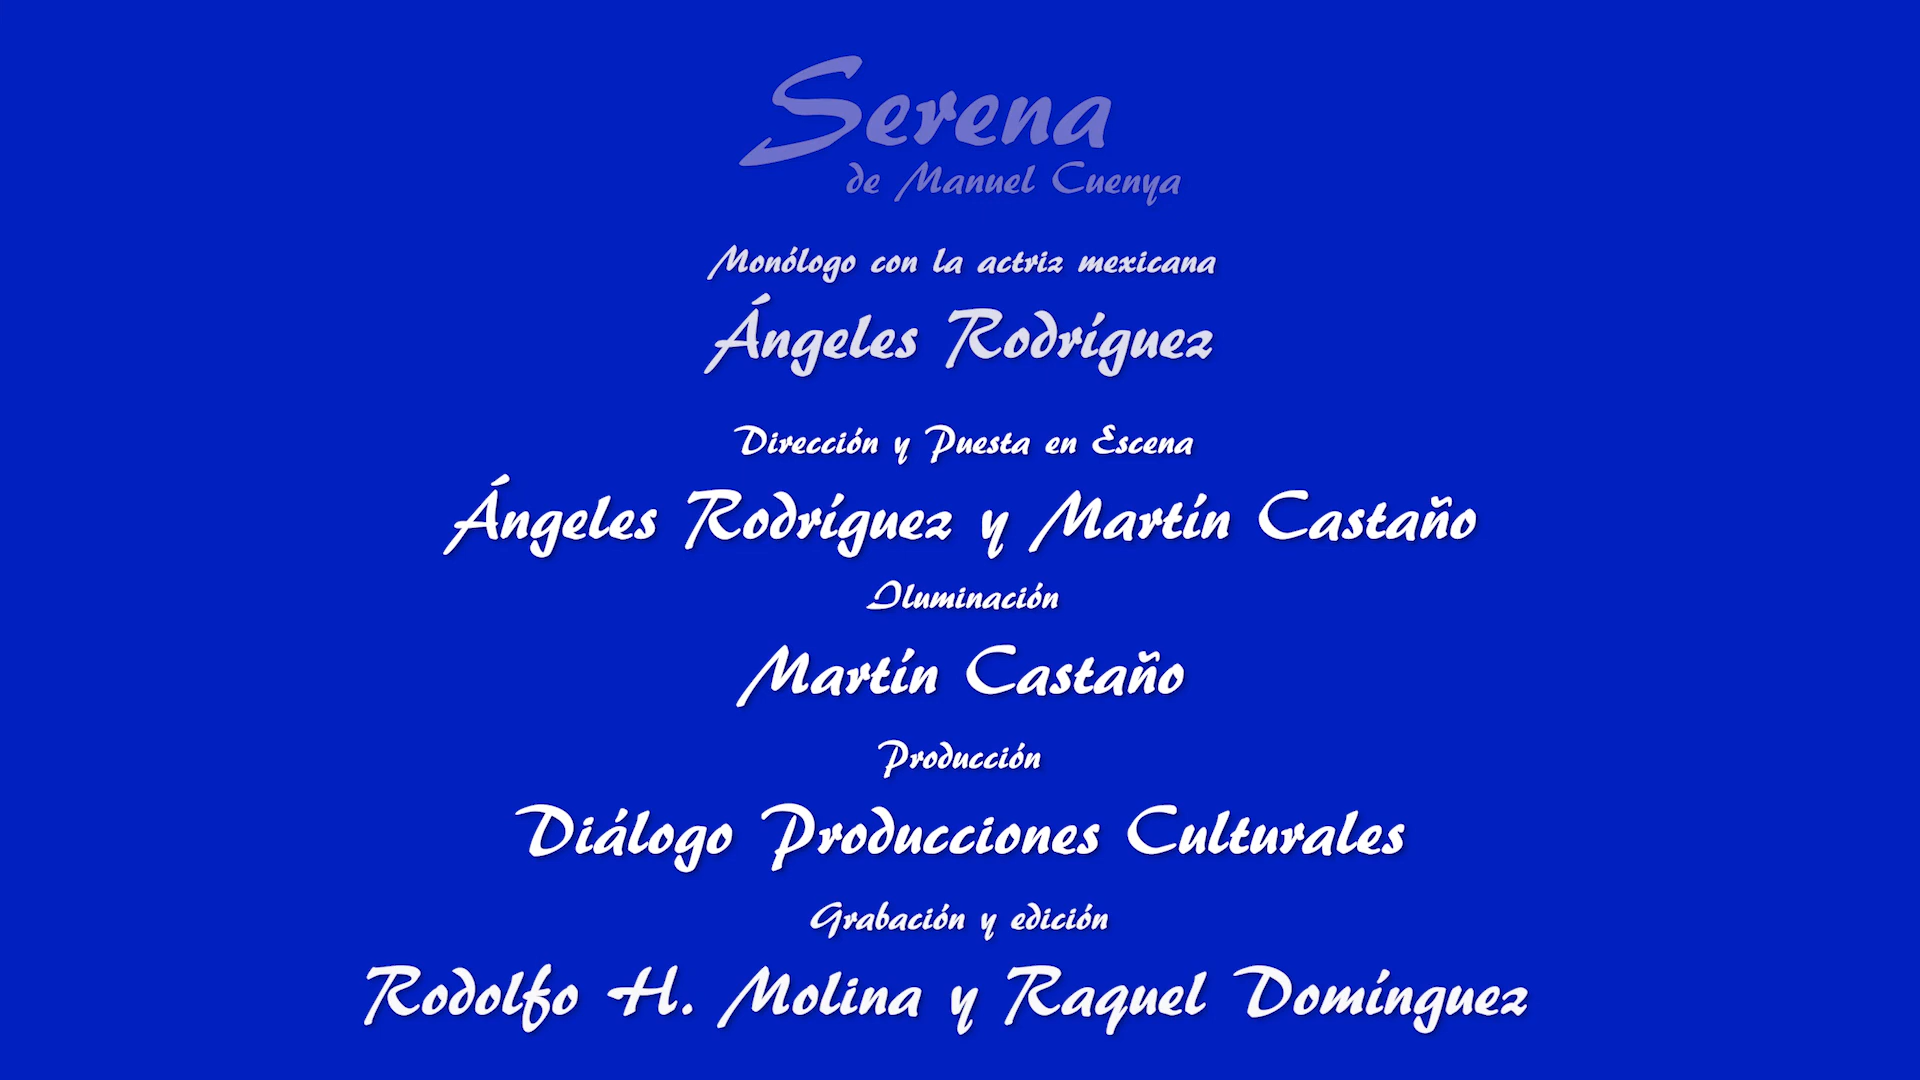 Serena
de Manuel Cuenya
Monólogo con la actriz mexicana
Ángeles Rodríguez
Dirección y Puesta en Escena
Ángeles Rodríguez y Martín Castaño
Iluminación
Martín Castaño
Producción
Diálogo Producciones Culturales
Grabación y edición
Rodolfo H. Molina y Raquel Domínguez